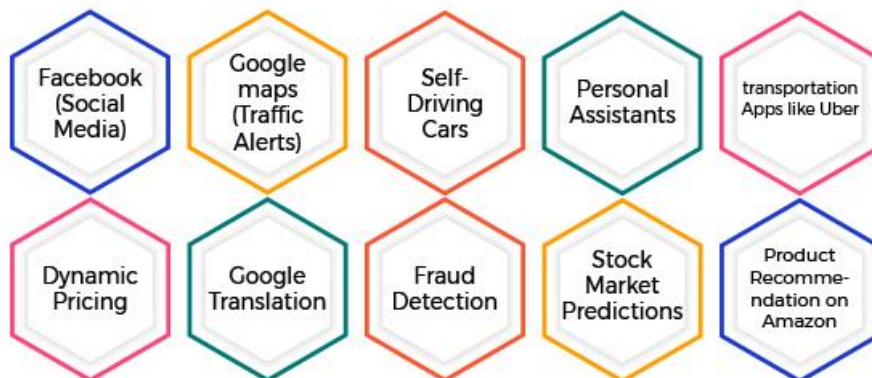 Facebook
(Social
Media)
Google
maps
(Traffic
Alerts)
Self-
Driving
Cars
Personal
Assistants
transportation
Apps like Uber
Dynamic
Pricing
Google
Translation
Fraud
Detection
Stock
Market
Predictions
Product
Recomme-
ndation on
Amazon